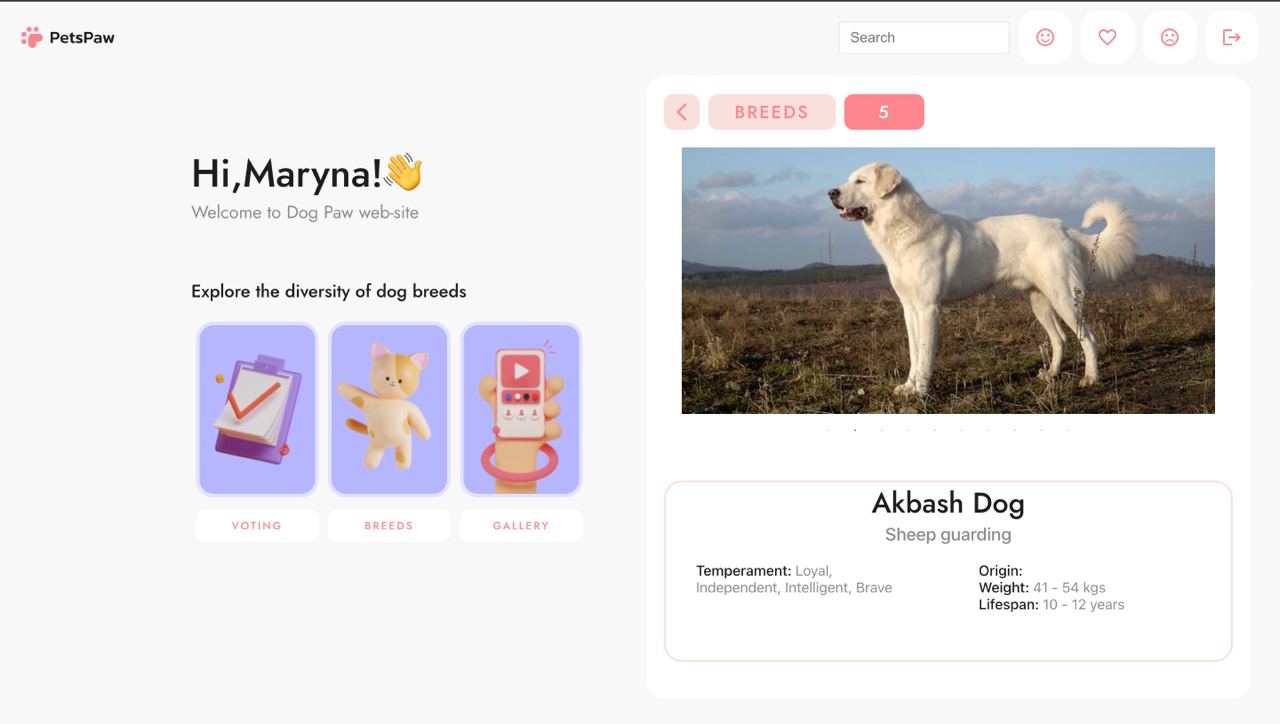 PetsPaw
Search
BREEDS
5
Hi,Maryna!👋
Welcome to Dog Paw web-site
Explore the diversity of dog breeds
VOTING
BREEDS
GALLERY
Akbash Dog
Sheep guarding
Temperament: Loyal,
Independent, Intelligent, Brave
Origin:
Weight: 41 - 54 kgs
Lifespan: 10 - 12 years